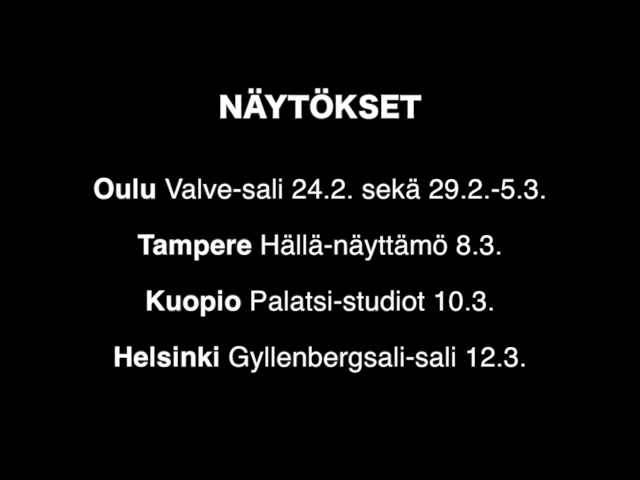 NÄYTÖKSET
Oulu Valve-sali 24.2. sekä 29.2.-5.3.
Tampere Hällä-näyttämö 8.3.
Kuopio Palatsi-studiot 10.3.
Helsinki Gyllenbergsali-sali 12.3.